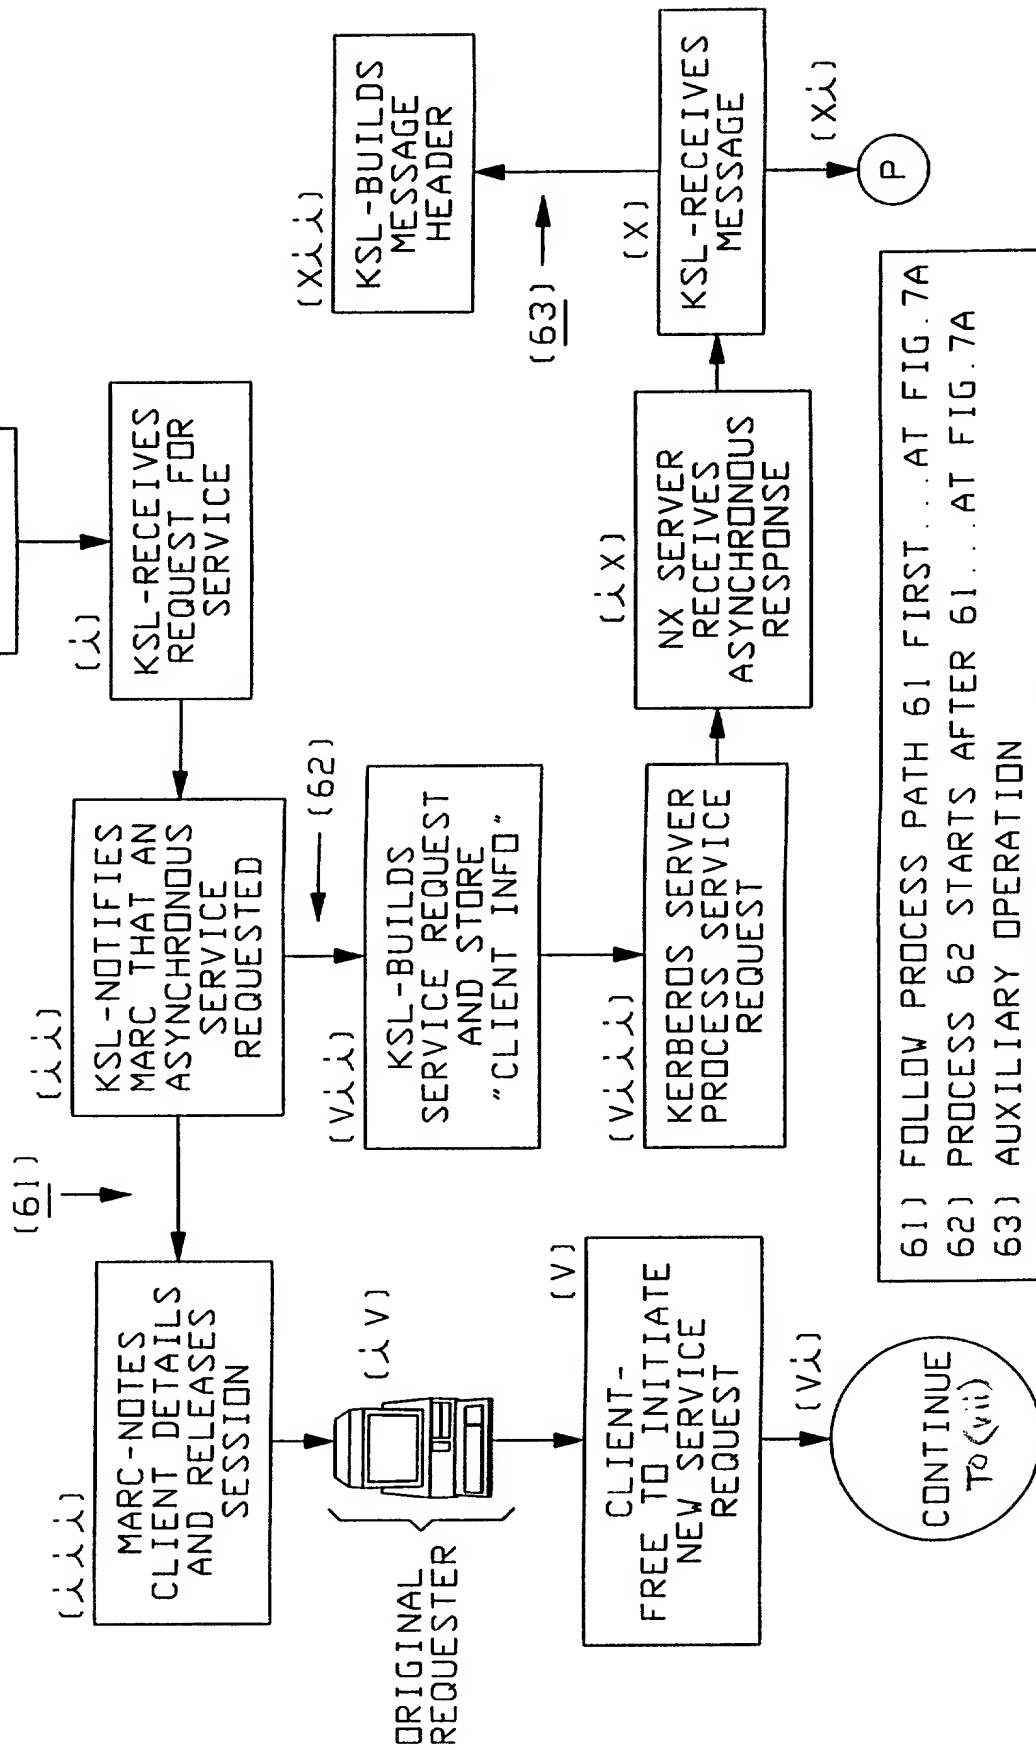 (i)
KSL-RECEIVES
REQUEST FOR
SERVICE
(ii)
KSL-NOTIFIES
MARC THAT AN
ASYNCHRONOUS
SERVICE
REQUESTED
(61)
(iii)
MARC-NOTES
CLIENT DETAILS
AND RELEASES
SESSION
ORIGINAL
REQUESTER
(iV)
(V)
CLIENT-
FREE TO INITIATE
NEW SERVICE
REQUEST
(Vi)
CONTINUE
TO (vii)
(62)
(Vii)
KSL-BUILDS
SERVICE REQUEST
AND STORE
"CLIENT INFO"
(Viii)
KERBEROS SERVER
PROCESS SERVICE
REQUEST
(iX)
NX SERVER
RECEIVES
ASYNCHRONOUS
RESPONSE
(X)
KSL-RECEIVES
MESSAGE
(Xi)
P
(63)
(Xii)
KSL-BUILDS
MESSAGE
HEADER
61) FOLLOW PROCESS PATH 61 FIRST...AT FIG.7A
62) PROCESS 62 STARTS AFTER 61...AT FIG.7A
63) AUXILIARY OPERATION